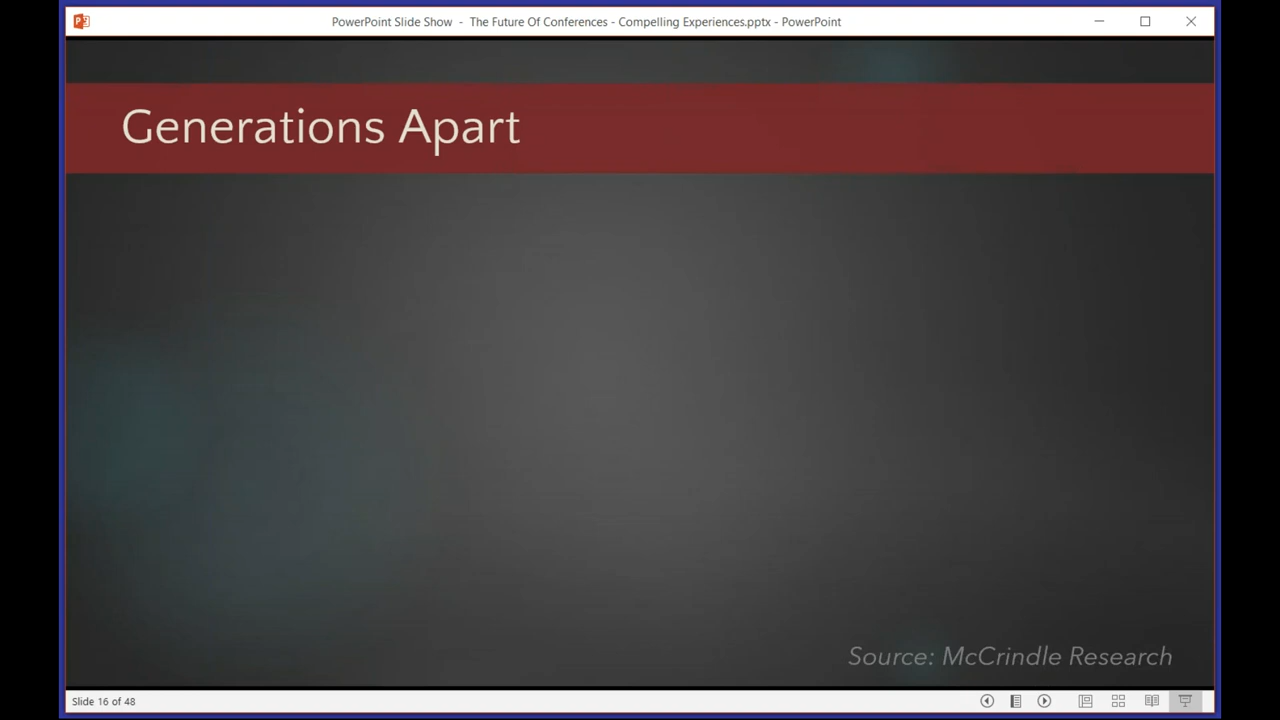 PowerPoint Slide Show - The Future Of Conferences - Compelling Experiences.pptx - PowerPoint
Generations Apart
Source: McCrindle Research
Slide 16 of 48